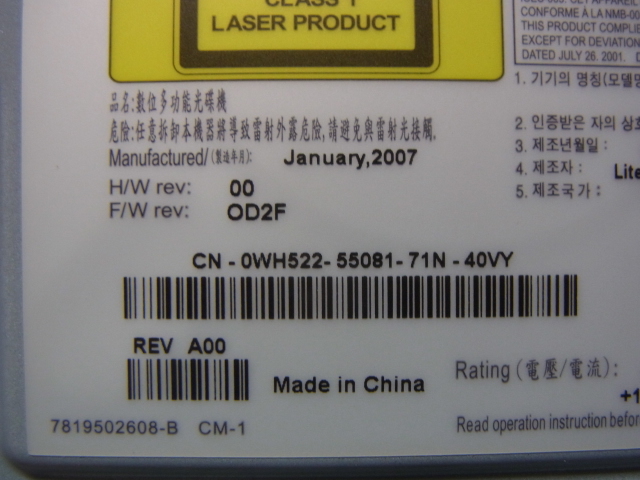 CLASS 1
LASER PRODUCT
CONFORME À LA NMB-00
THIS PRODUCT COMPLIE
EXCEPT FOR DEVIATION
DATED JULY 26. 2001.
1. 기기의 명칭(모델명
2. 인증받은 자의 상호
3. 제조년월일 :
4. 제조자 : Lite
5. 제조국가 :
品名:數位多功能光碟機
危險:任意拆卸本機器將導致雷射外露危險,請避免與雷射光接觸.
Manufactured/(製造年月): January,2007
H/W rev: 00
F/W rev: OD2F
CN - 0WH522- 55081- 71N - 40VY
REV A00
Made in China
Rating (電壓/電流):
+1
7819502608-B CM-1
Read operation instruction before